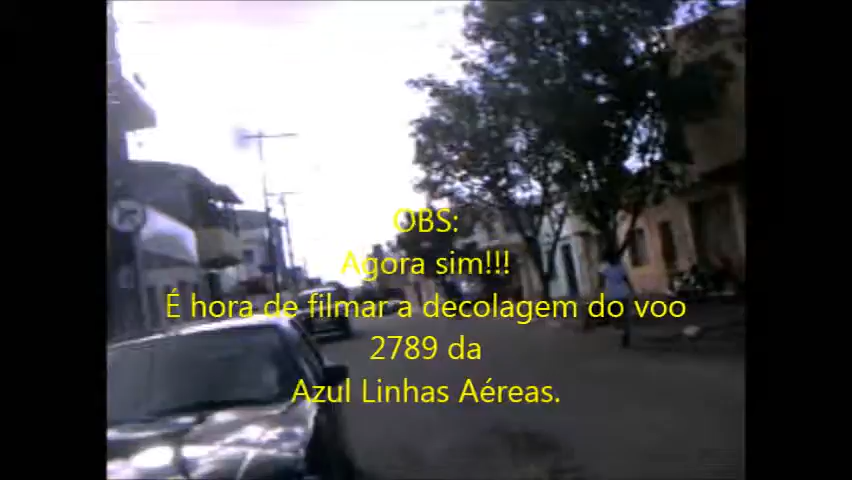 OBS:
Agora sim!!!
É hora de filmar a decolagem do voo
2789 da
Azul Linhas Aéreas.